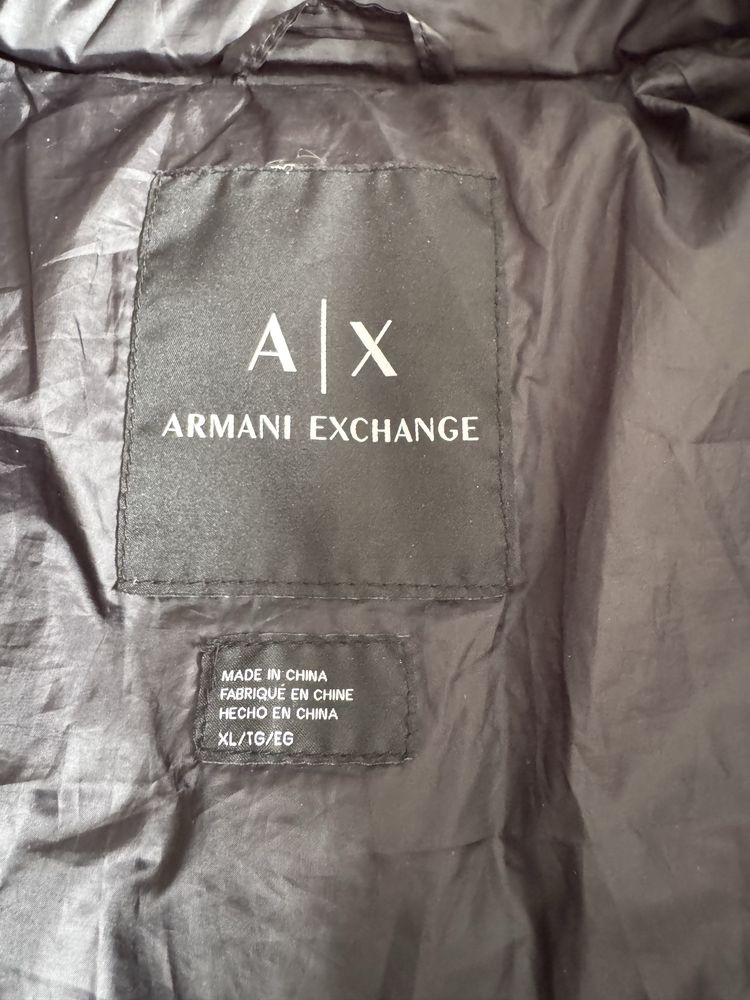 A|X
ARMANI EXCHANGE
MADE IN CHINA
FABRIQUÉ EN CHINE
HECHO EN CHINA
XL/TG/EG